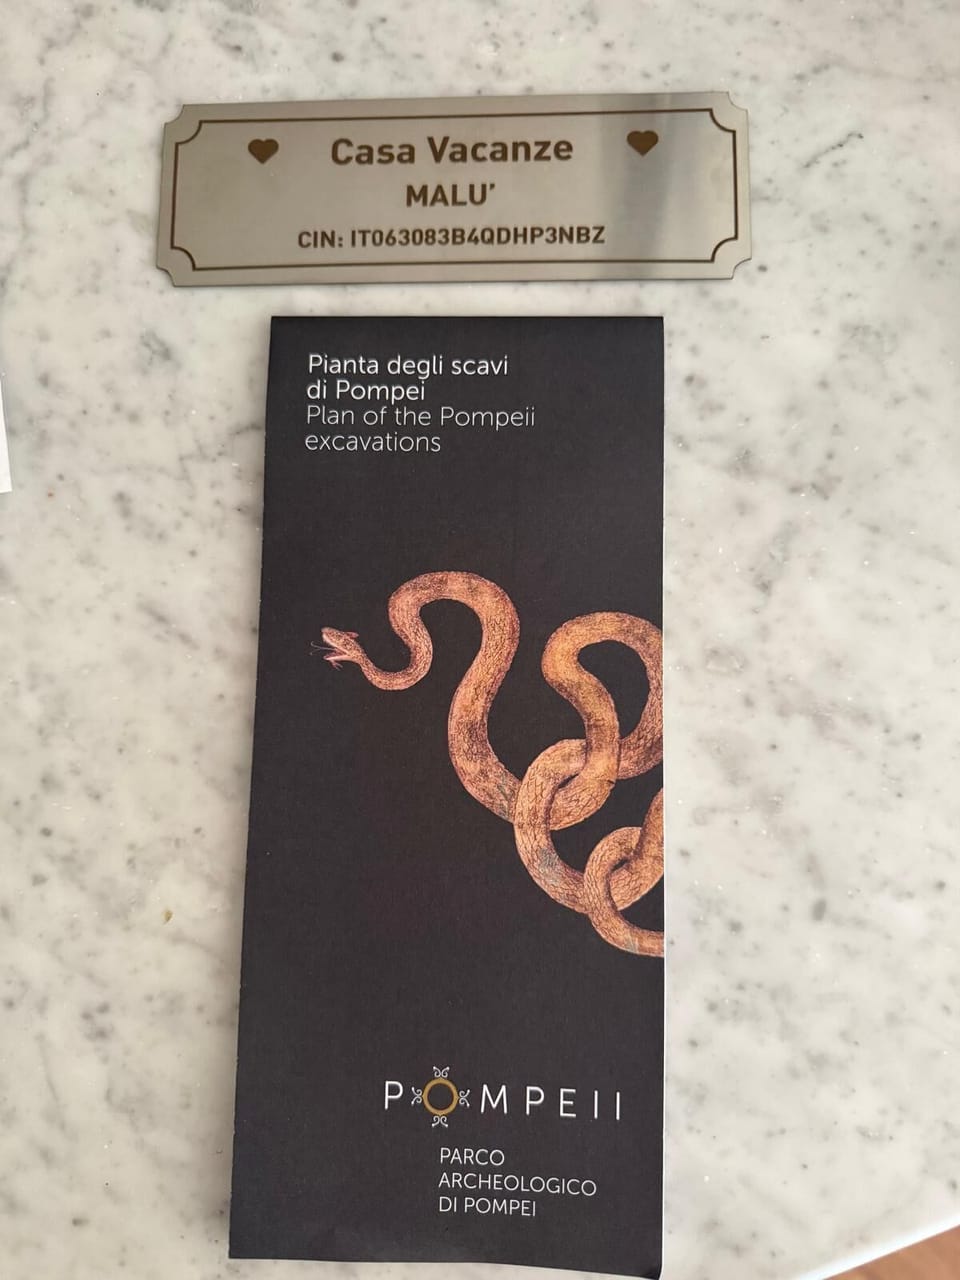 Casa Vacanze
MALU'
CIN: IT063083B4QDHP3NBZ
Pianta degli scavi
di Pompei
Plan of the Pompeii
excavations
POMPEII
PARCO
ARCHEOLOGICO
DI POMPEI